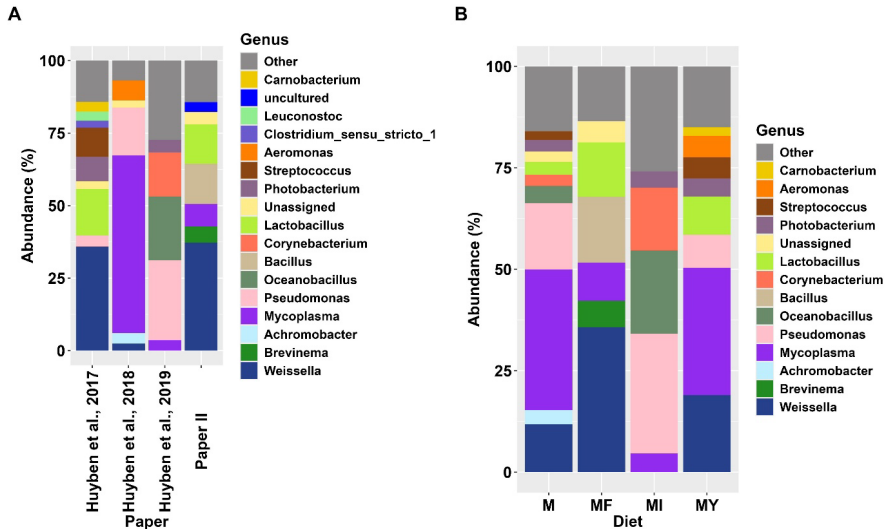 A
Abundance (%)
100
75
50
25
0
Huyben et al., 2017
Huyben et al., 2018
Huyben et al., 2019
Paper II
Paper
Genus
Other
Carnobacterium
uncultured
Leuconostoc
Clostridium_sensu_stricto_1
Aeromonas
Streptococcus
Photobacterium
Unassigned
Lactobacillus
Corynebacterium
Bacillus
Oceanobacillus
Pseudomonas
Mycoplasma
Achromobacter
Brevinema
Weissella
B
Abundance (%)
100
75
50
25
0
M MF MI MY
Diet
Genus
Other
Carnobacterium
Aeromonas
Streptococcus
Photobacterium
Unassigned
Lactobacillus
Corynebacterium
Bacillus
Oceanobacillus
Pseudomonas
Mycoplasma
Achromobacter
Brevinema
Weissella